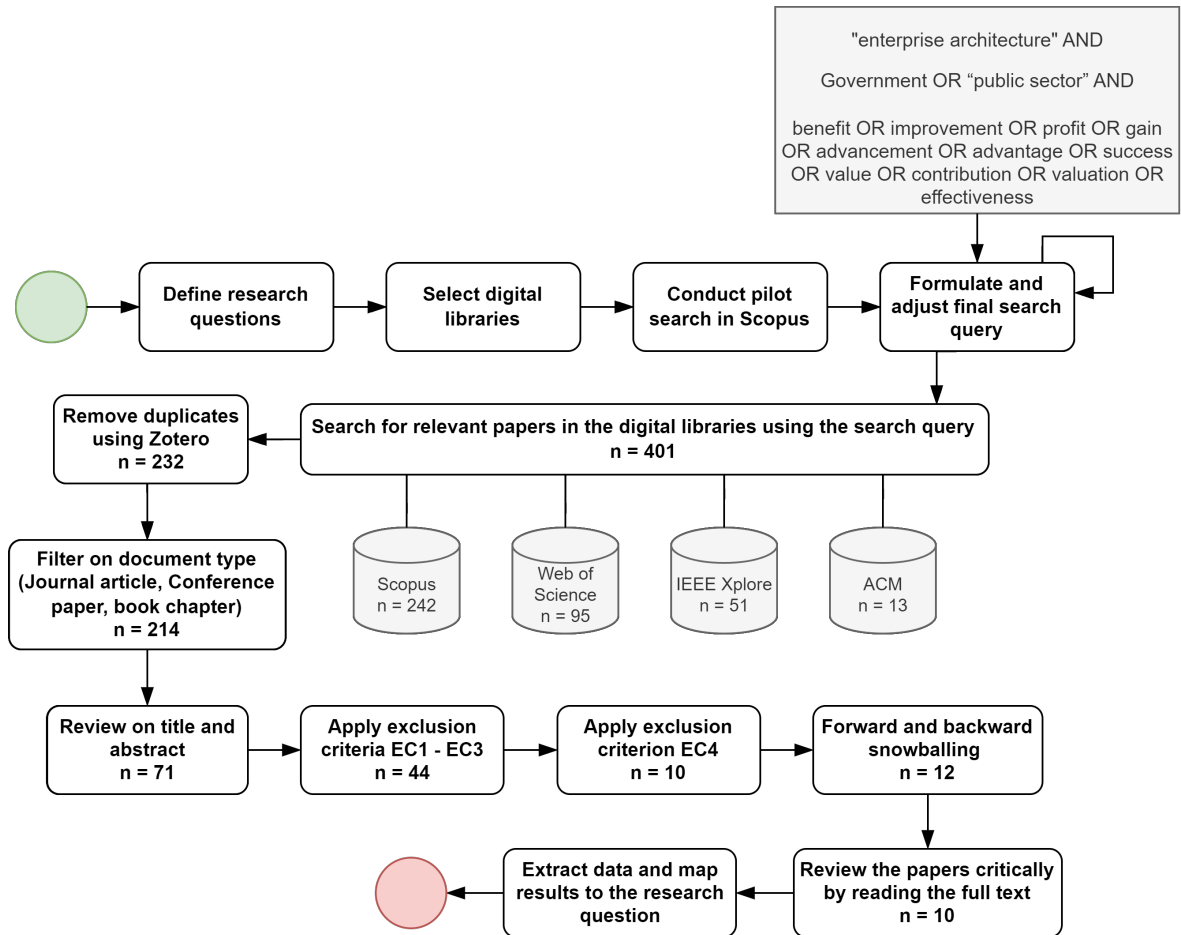 "enterprise architecture" AND
Government OR “public sector” AND
benefit OR improvement OR profit OR gain
OR advancement OR advantage OR success
OR value OR contribution OR valuation OR
effectiveness
Define research
questions
Select digital
libraries
Conduct pilot
search in Scopus
Formulate and
adjust final search
query
Search for relevant papers in the digital libraries using the search query
n = 401
Scopus
n = 242
Web of
Science
n = 95
IEEE Xplore
n = 51
ACM
n = 13
Remove duplicates
using Zotero
n = 232
Filter on document type
(Journal article, Conference
paper, book chapter)
n = 214
Review on title and
abstract
n = 71
Apply exclusion
criteria EC1 - EC3
n = 44
Apply exclusion
criterion EC4
n = 10
Forward and backward
snowballing
n = 12
Review the papers critically
by reading the full text
n = 10
Extract data and map
results to the research
question